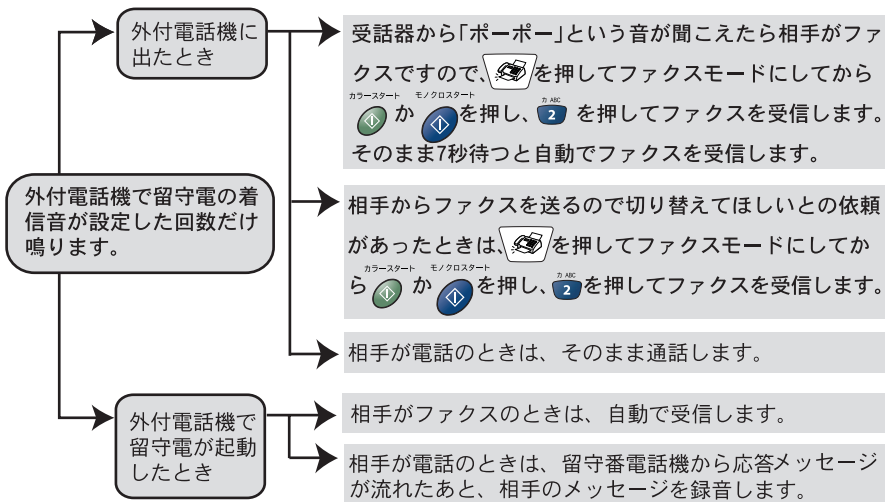 外付電話機で留守電の着
信音が設定した回数だけ
鳴ります。
外付電話機に
出たとき
受話器から「ポーポー」という音が聞こえたら相手がファ
クスですので、を押してファクスモードにしてから
カラースタート モノクロスタート カ ABC
か を押し、2 を押してファクスを受信します。
そのまま7秒待つと自動でファクスを受信します。
相手からファクスを送るので切り替えてほしいとの依頼
があったときは、を押してファクスモードにしてか
カラースタート モノクロスタート カ ABC
ら か を押し、2を押してファクスを受信します。
相手が電話のときは、そのまま通話します。
外付電話機で
留守電が起動
したとき
相手がファクスのときは、自動で受信します。
相手が電話のときは、留守番電話機から応答メッセージ
が流れたあと、相手のメッセージを録音します。